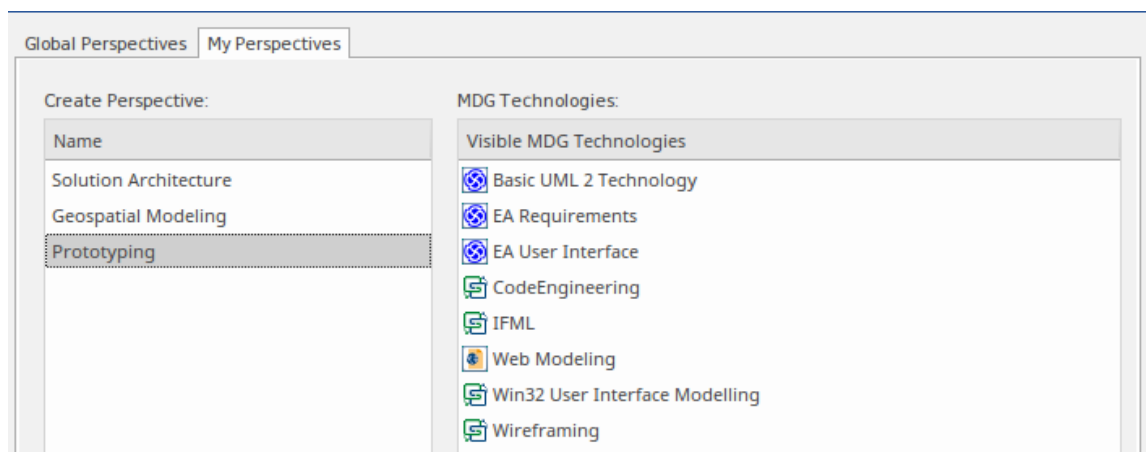 Global Perspectives My Perspectives
Create Perspective: MDG Technologies:
Name Visible MDG Technologies
Solution Architecture Basic UML 2 Technology
Geospatial Modeling EA Requirements
Prototyping EA User Interface
CodeEngineering
IFML
Web Modeling
Win32 User Interface Modelling
Wireframing